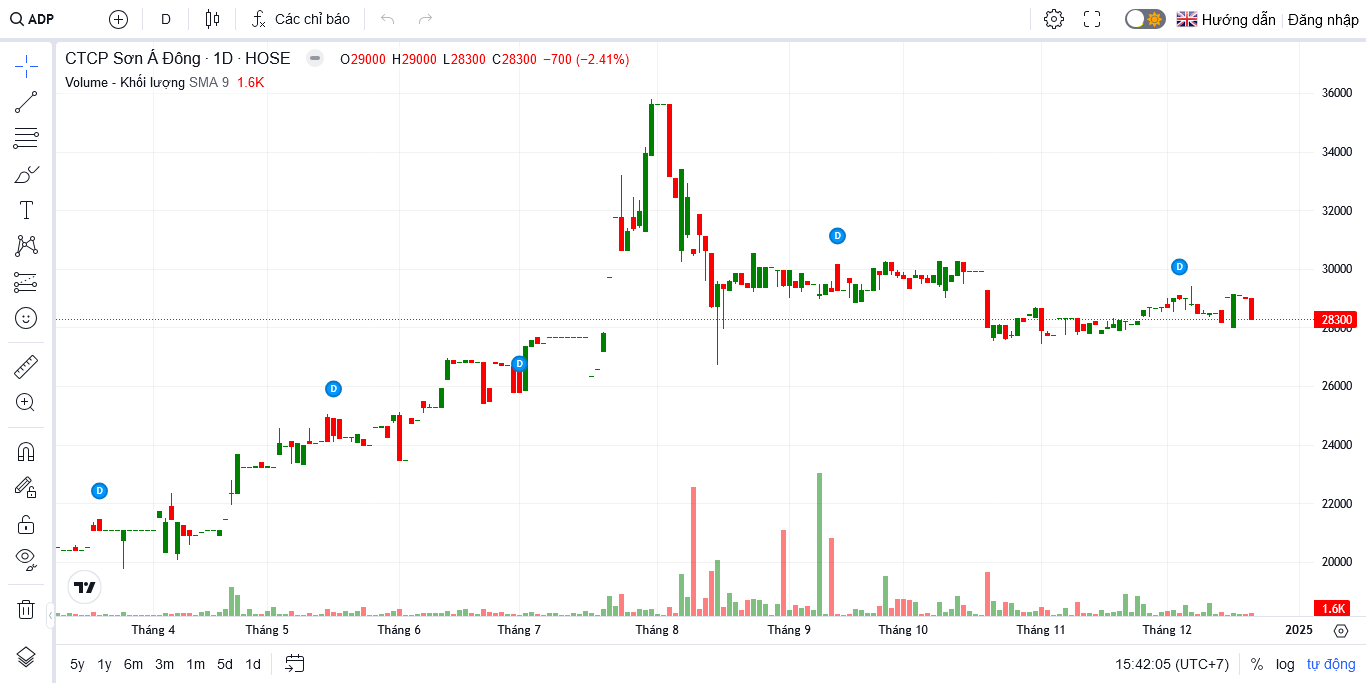 ADP D Các chỉ báo Hướng dẫn Đăng nhập
CTCP Sơn Á Đông · 1D · HOSE O29000 H29000 L28300 C28300 −700 (−2.41%)
Volume - Khối lượng SMA 9 1.6K
36000
34000
32000
D
D
30000
28300
28000
D
26000
D
24000
D
22000
20000
1.6K
Tháng 4 Tháng 5 Tháng 6 Tháng 7 Tháng 8 Tháng 9 Tháng 10 Tháng 11 Tháng 12 2025
5y 1y 6m 3m 1m 5d 1d 15:42:05 (UTC+7) % log tự động